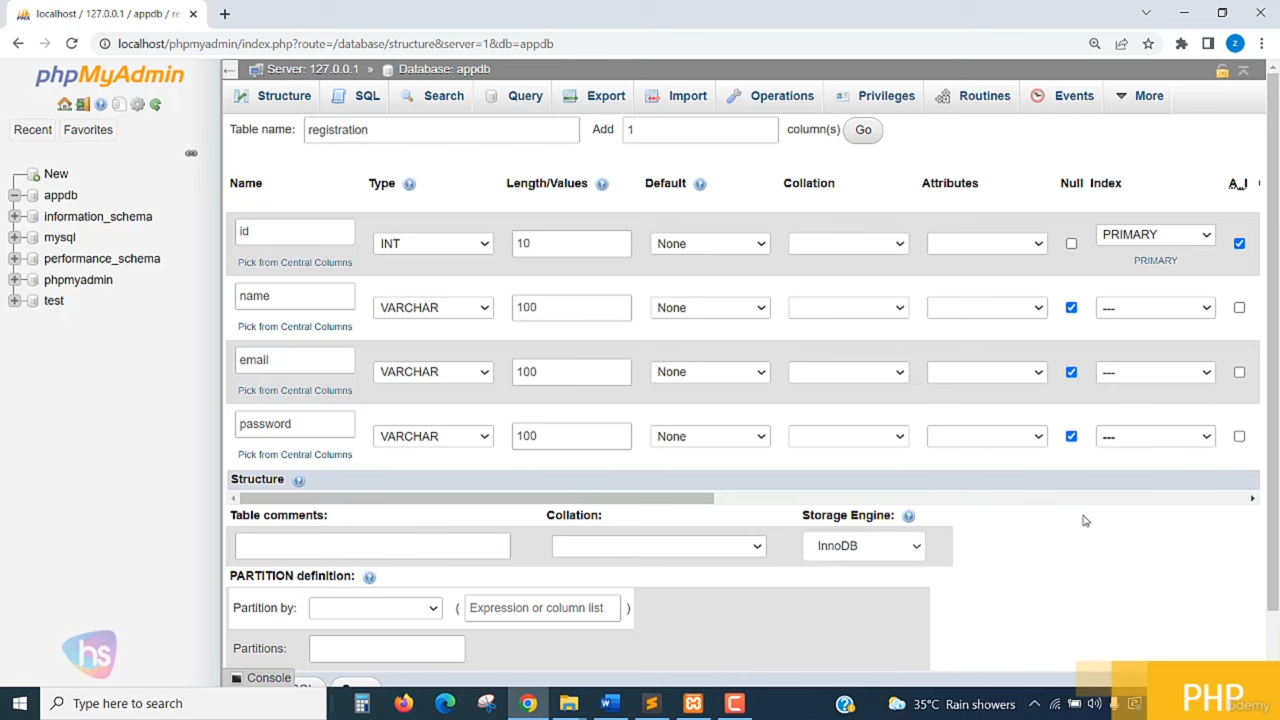 localhost / 127.0.0.1 / appdb / re
localhost/phpmyadmin/index.php?route=/database/structure&server=1&db=appdb
Z
phpMyAdmin
Recent
Favorites
New
appdb
information_schema
mysql
performance_schema
phpmyadmin
test
Server: 127.0.0.1 » Database: appdb
Structure SQL Search Query Export Import Operations Privileges Routines Events More
Table name: registration Add 1 column(s) Go
Name Type Length/Values Default Collation Attributes Null Index A_I
id INT 10 None PRIMARY
Pick from Central Columns PRIMARY
name VARCHAR 100 None ---
Pick from Central Columns
email VARCHAR 100 None ---
Pick from Central Columns
password VARCHAR 100 None ---
Pick from Central Columns
Structure
Table comments: Collation: Storage Engine:
InnoDB
PARTITION definition:
Partition by: ( Expression or column list )
Partitions:
Console
hs
Type here to search
35°C Rain showers
PHP
Udemy